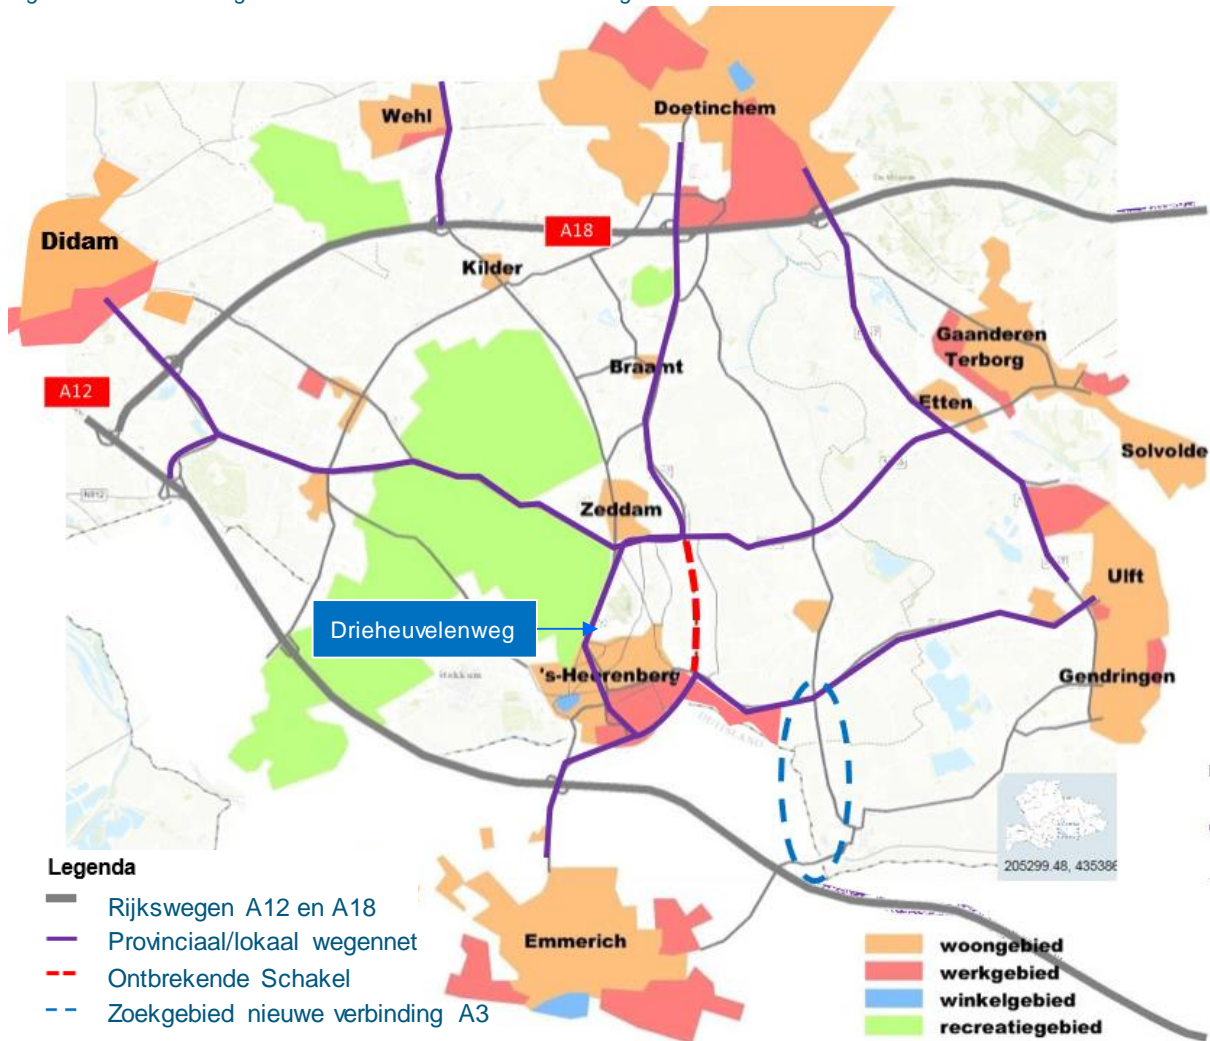 Doetinchem
Wehl
Didam
A18
Kilder
Gaanderen
Terborg
Braamt
A12
Etten
Solvolde
Zeddam
Ulft
Drieheuvelenweg
's-Heerenberg
Gendringen
DUITSLAND
205299.48, 435386
Legenda
Rijkswegen A12 en A18
Provinciaal/lokaal wegennet
Ontbrekende Schakel
Zoekgebied nieuwe verbinding A3
Emmerich
woongebied
werkgebied
winkelgebied
recreatiegebied